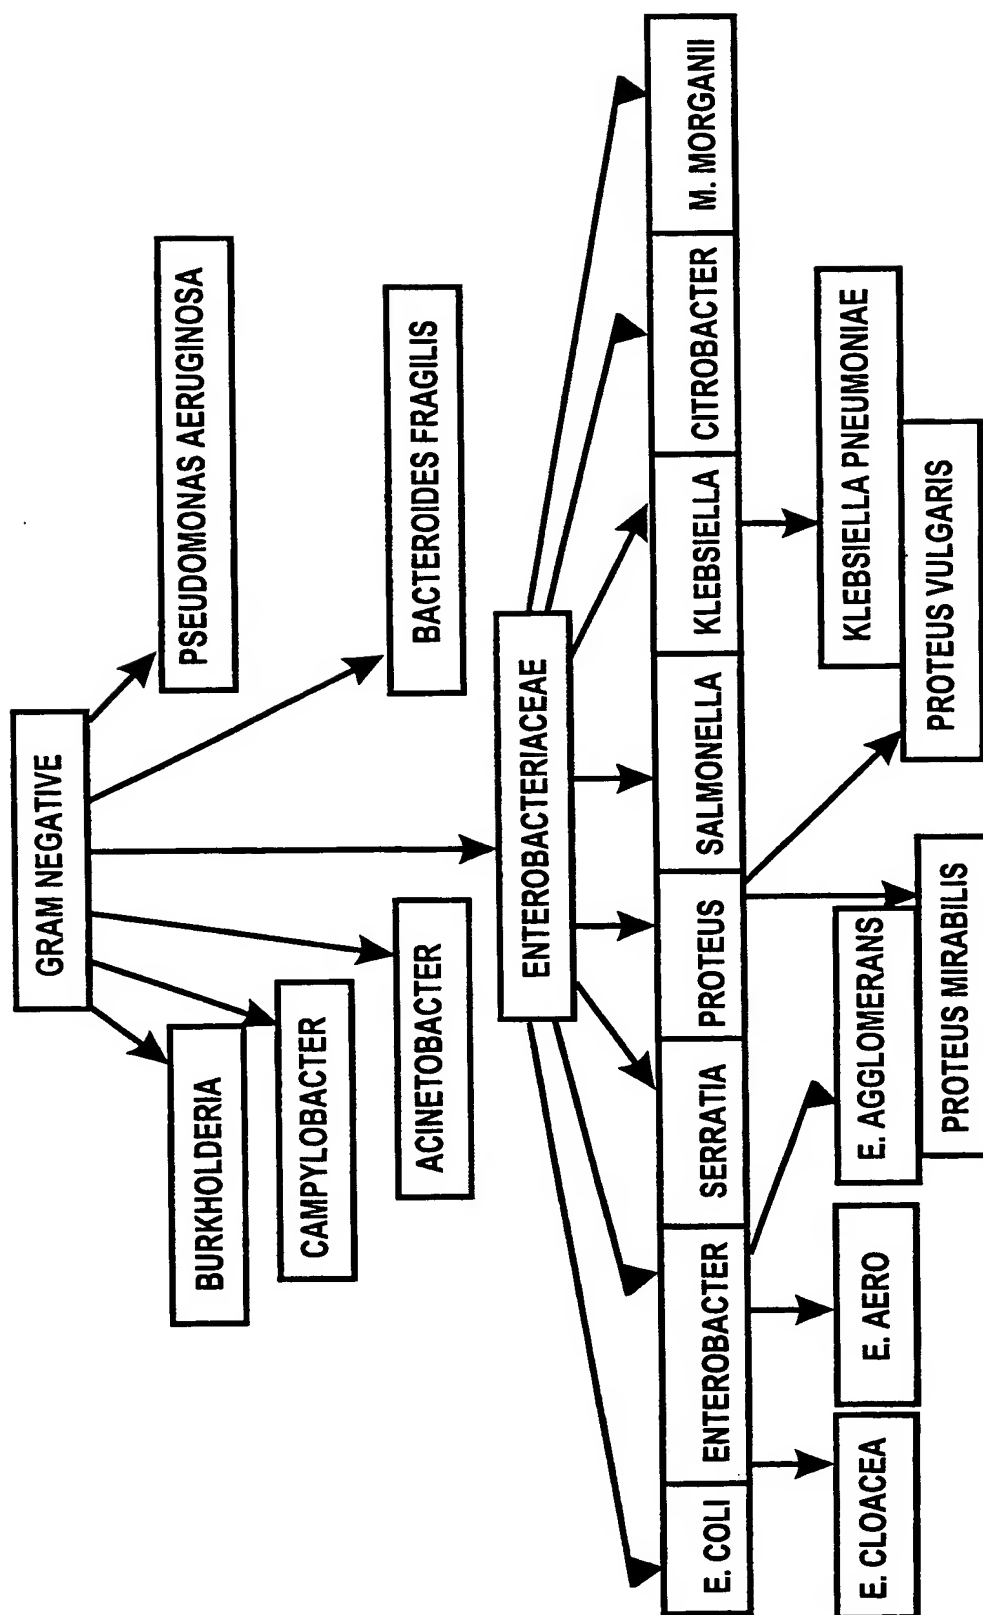 GRAM NEGATIVE
BURKHOLDERIA
PSEUDOMONAS AERUGINOSA
CAMPYLOBACTER
ACINETOBACTER
BACTEROIDES FRAGILIS
ENTEROBACTERIACEAE
E. COLI
ENTEROBACTER
SERRATIA
PROTEUS
SALMONELLA
KLEBSIELLA
CITROBACTER
M. MORGANII
E. CLOACEA
E. AERO
E. AGGLOMERANS
KLEBSIELLA PNEUMONIAE
PROTEUS MIRABILIS
PROTEUS VULGARIS